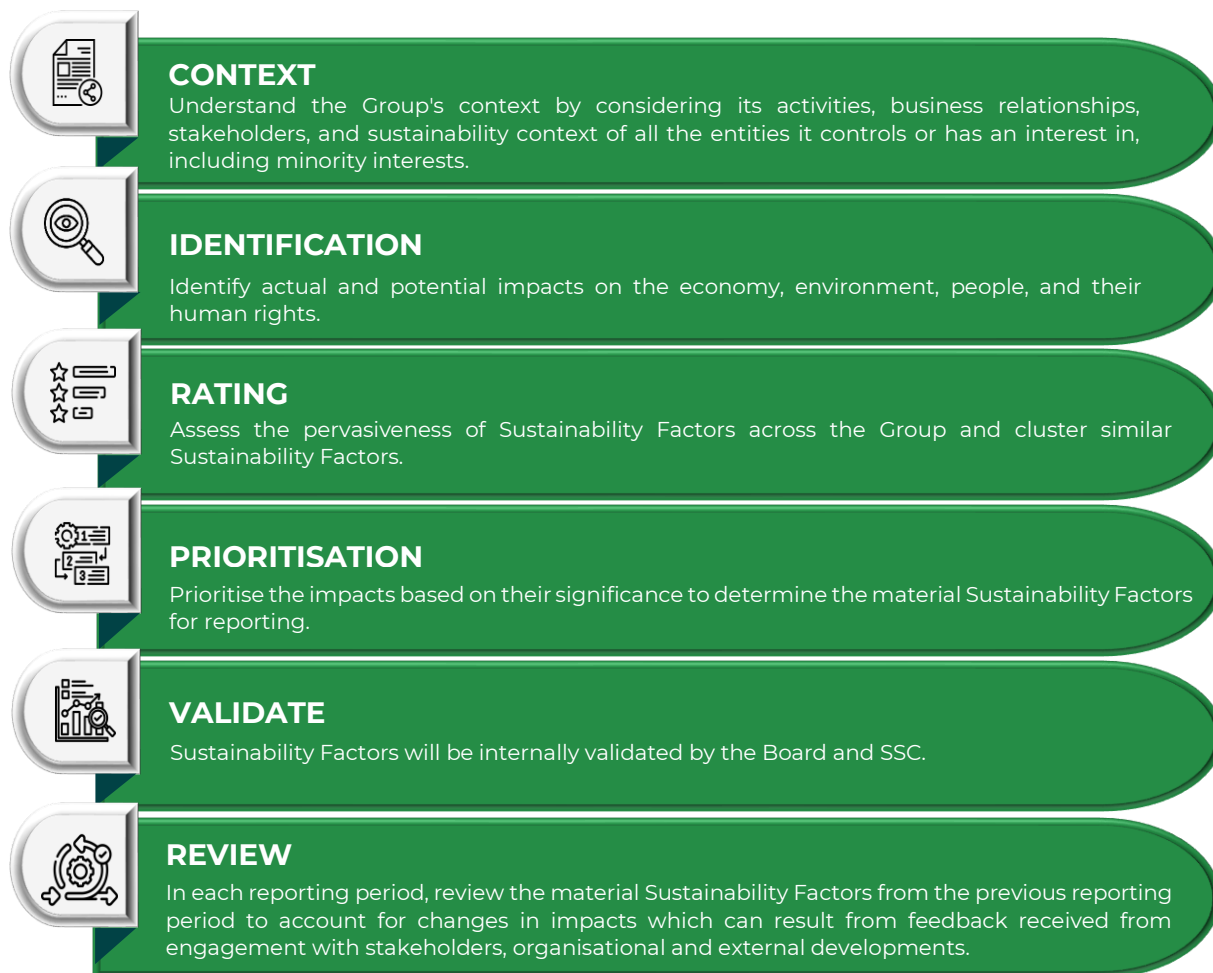 CONTEXT
Understand the Group's context by considering its activities, business relationships,
stakeholders, and sustainability context of all the entities it controls or has an interest in,
including minority interests.
IDENTIFICATION
Identify actual and potential impacts on the economy, environment, people, and their
human rights.
RATING
Assess the pervasiveness of Sustainability Factors across the Group and cluster similar
Sustainability Factors.
1
2
3
PRIORITISATION
Prioritise the impacts based on their significance to determine the material Sustainability Factors
for reporting.
VALIDATE
Sustainability Factors will be internally validated by the Board and SSC.
REVIEW
In each reporting period, review the material Sustainability Factors from the previous reporting
period to account for changes in impacts which can result from feedback received from
engagement with stakeholders, organisational and external developments.